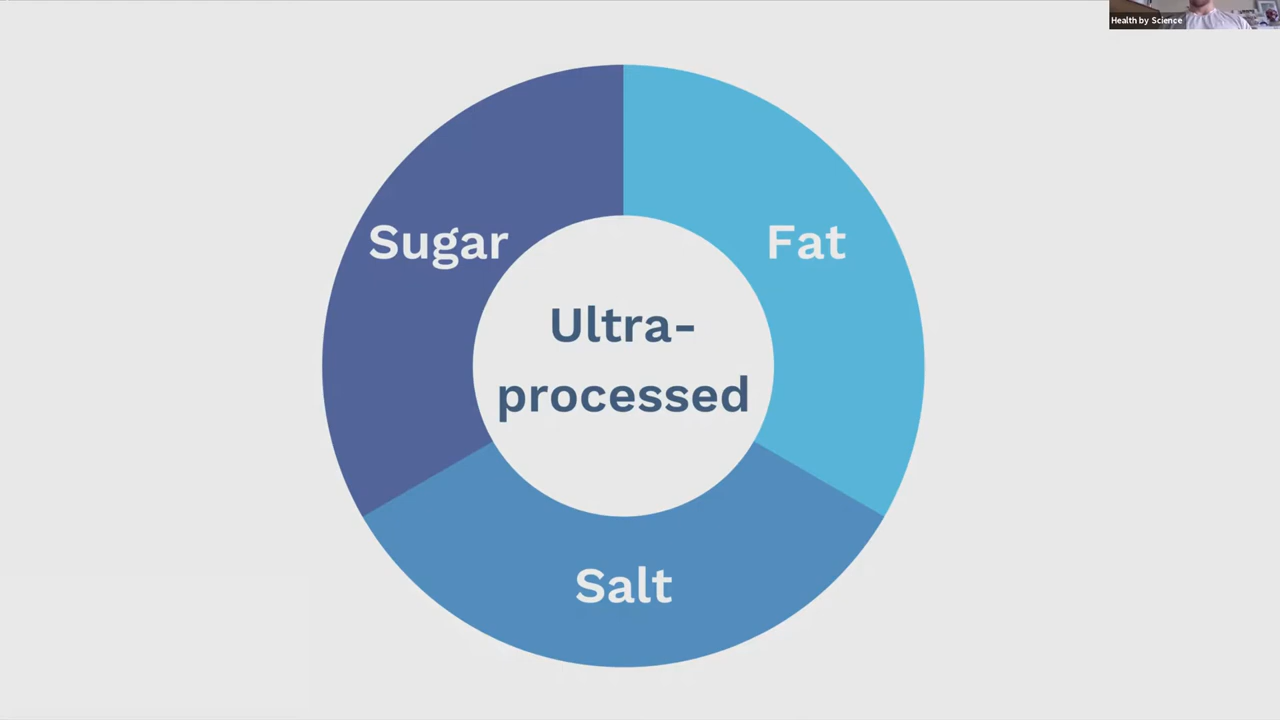 Health by Science
Sugar
Fat
Ultra-
processed
Salt